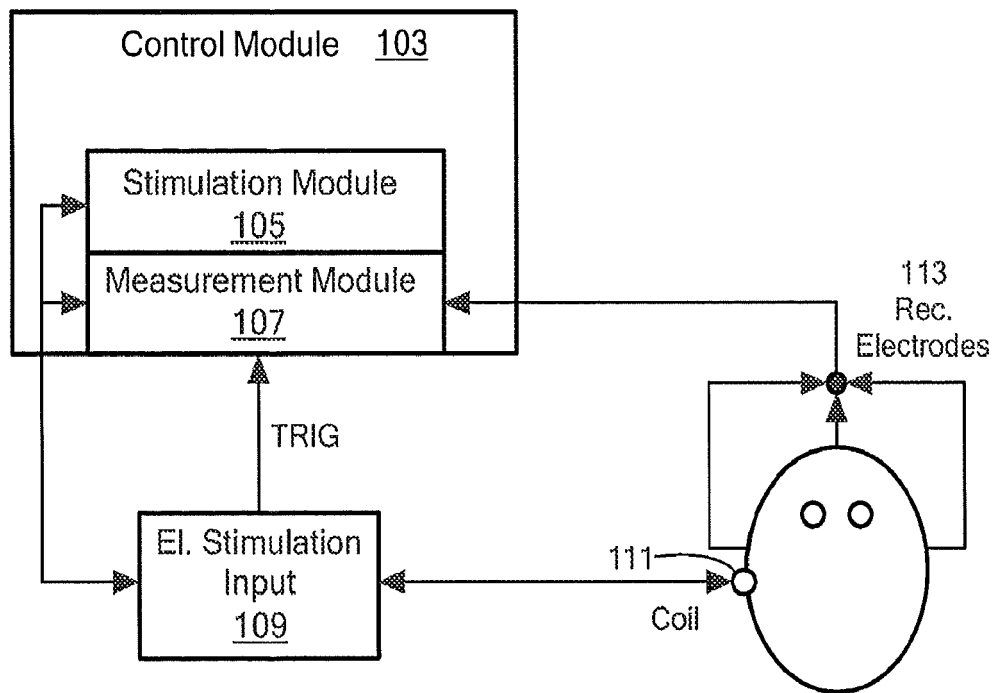 Control Module 103
Stimulation Module
105
Measurement Module
107
113
Rec.
Electrodes
TRIG
El. Stimulation
Input
109
111
Coil